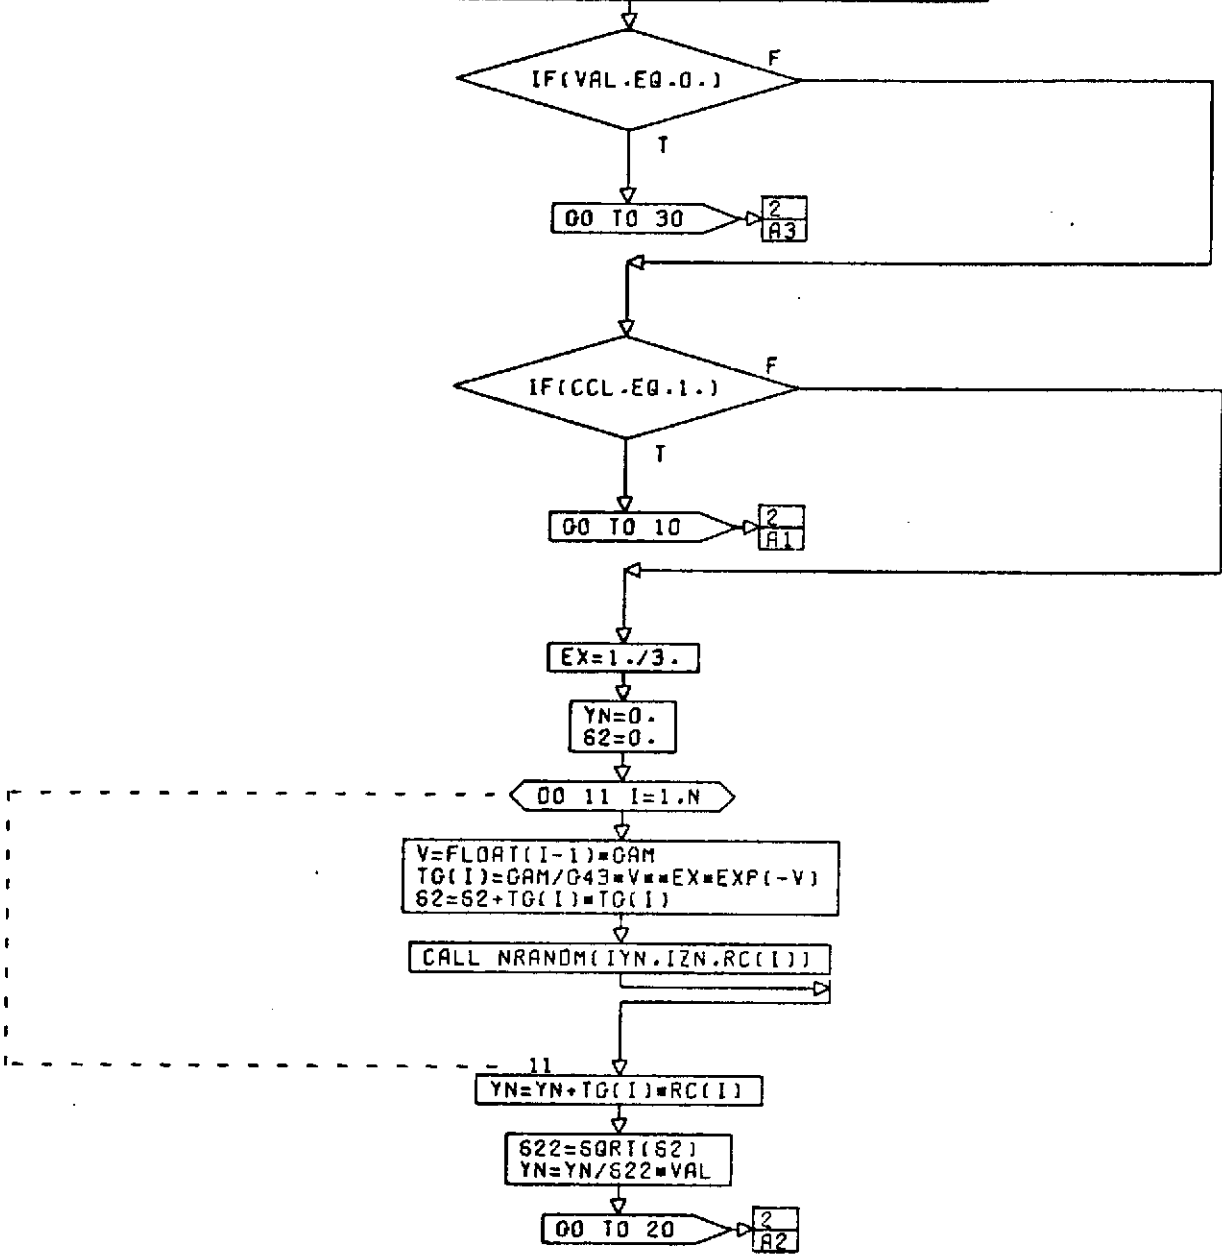 IF(VAL.EQ.0.)
F
T
GO TO 30
2
A3
IF(CCL.EQ.1.)
F
T
GO TO 10
2
A1
EX=1./3.
YN=0.
S2=0.
DO 11 I=1,N
V=FLOAT(I-1)*GAM
TG(I)=GAM/G43*V**EX*EXP(-V)
S2=S2+TG(I)*TG(I)
CALL NRANDM(IYN,IZN,RC(I))
11
YN=YN+TG(I)*RC(I)
S22=SQRT(S2)
YN=YN/S22*VAL
GO TO 20
2
A2